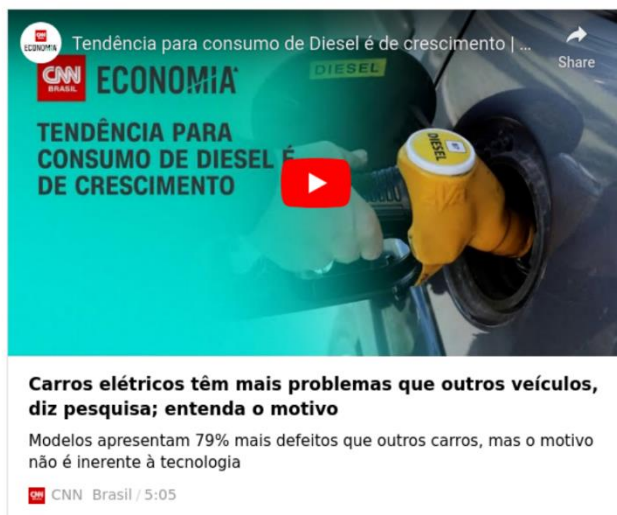 CNN
ECONOMIA
Tendência para consumo de Diesel é de crescimento | ...
Share
CNN
BRASIL
ECONOMIA
DIESEL
TENDÊNCIA PARA
CONSUMO DE DIESEL É
DE CRESCIMENTO
DIESEL
Carros elétricos têm mais problemas que outros veículos,
diz pesquisa; entenda o motivo
Modelos apresentam 79% mais defeitos que outros carros, mas o motivo
não é inerente à tecnologia
CNN CNN Brasil / 5:05